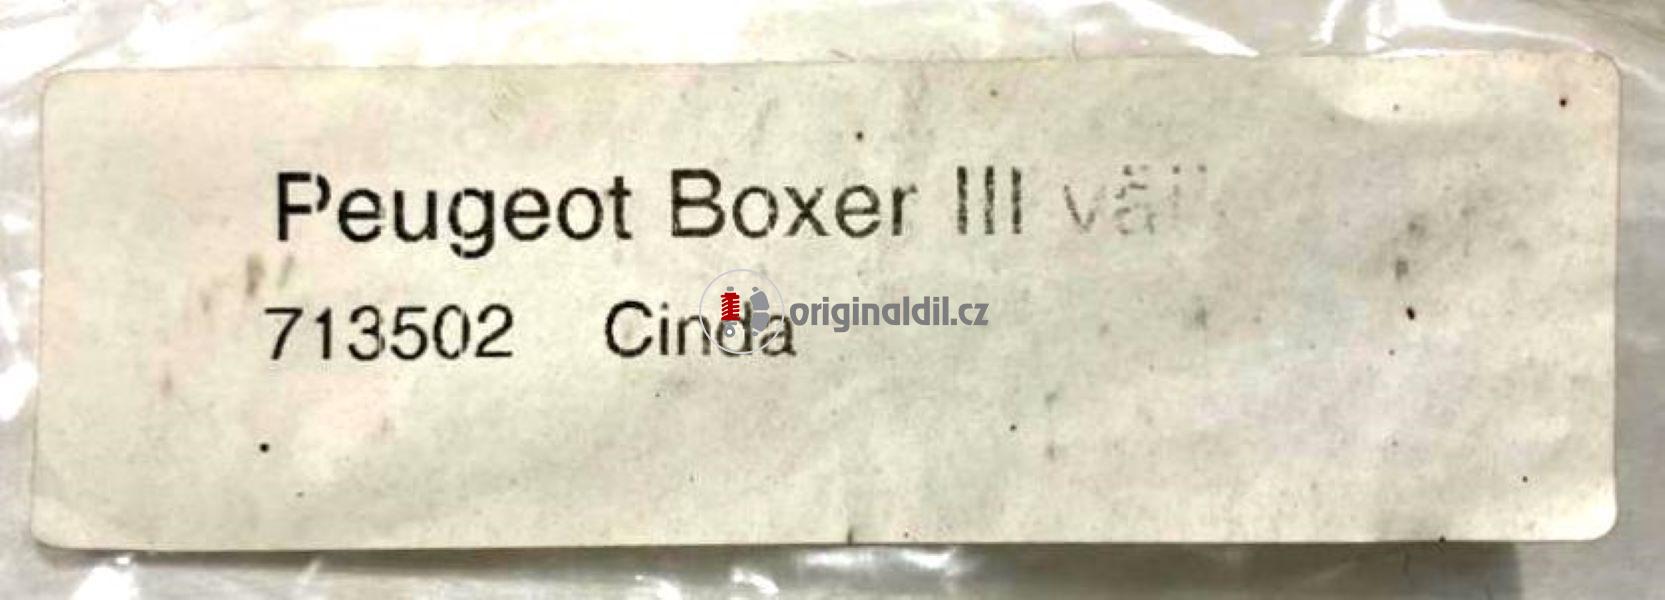 Peugeot Boxer III
713502 Cinda
originaldil.cz